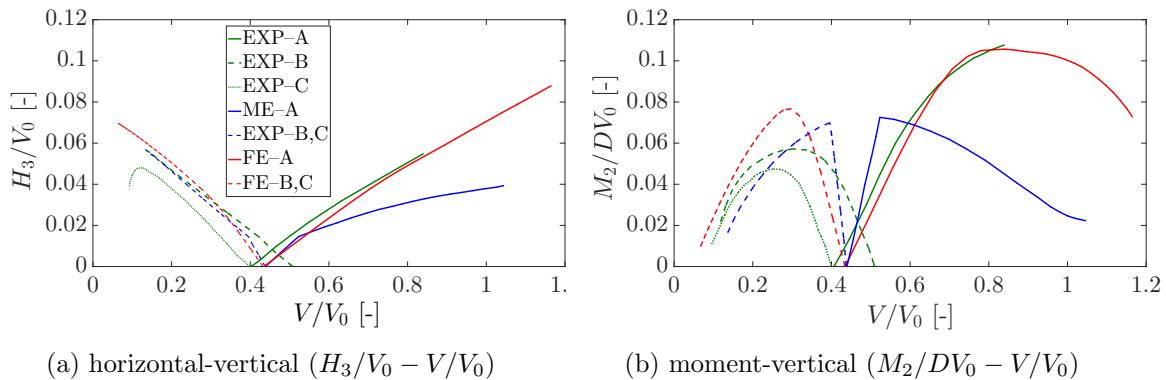 0.12
0.1
0.08
0.06
0.04
0.02
0
H3/V0 [-]
EXP–A
EXP–B
EXP–C
ME–A
EXP–B,C
FE–A
FE–B,C
0 0.2 0.4 0.6 0.8 1 1.
V/V0 [-]
(a) horizontal-vertical (H3/V0 − V/V0)
0.12
0.1
0.08
0.06
0.04
0.02
0
M2/DV0 [-]
0 0.2 0.4 0.6 0.8 1 1.2
V/V0 [-]
(b) moment-vertical (M2/DV0 − V/V0)